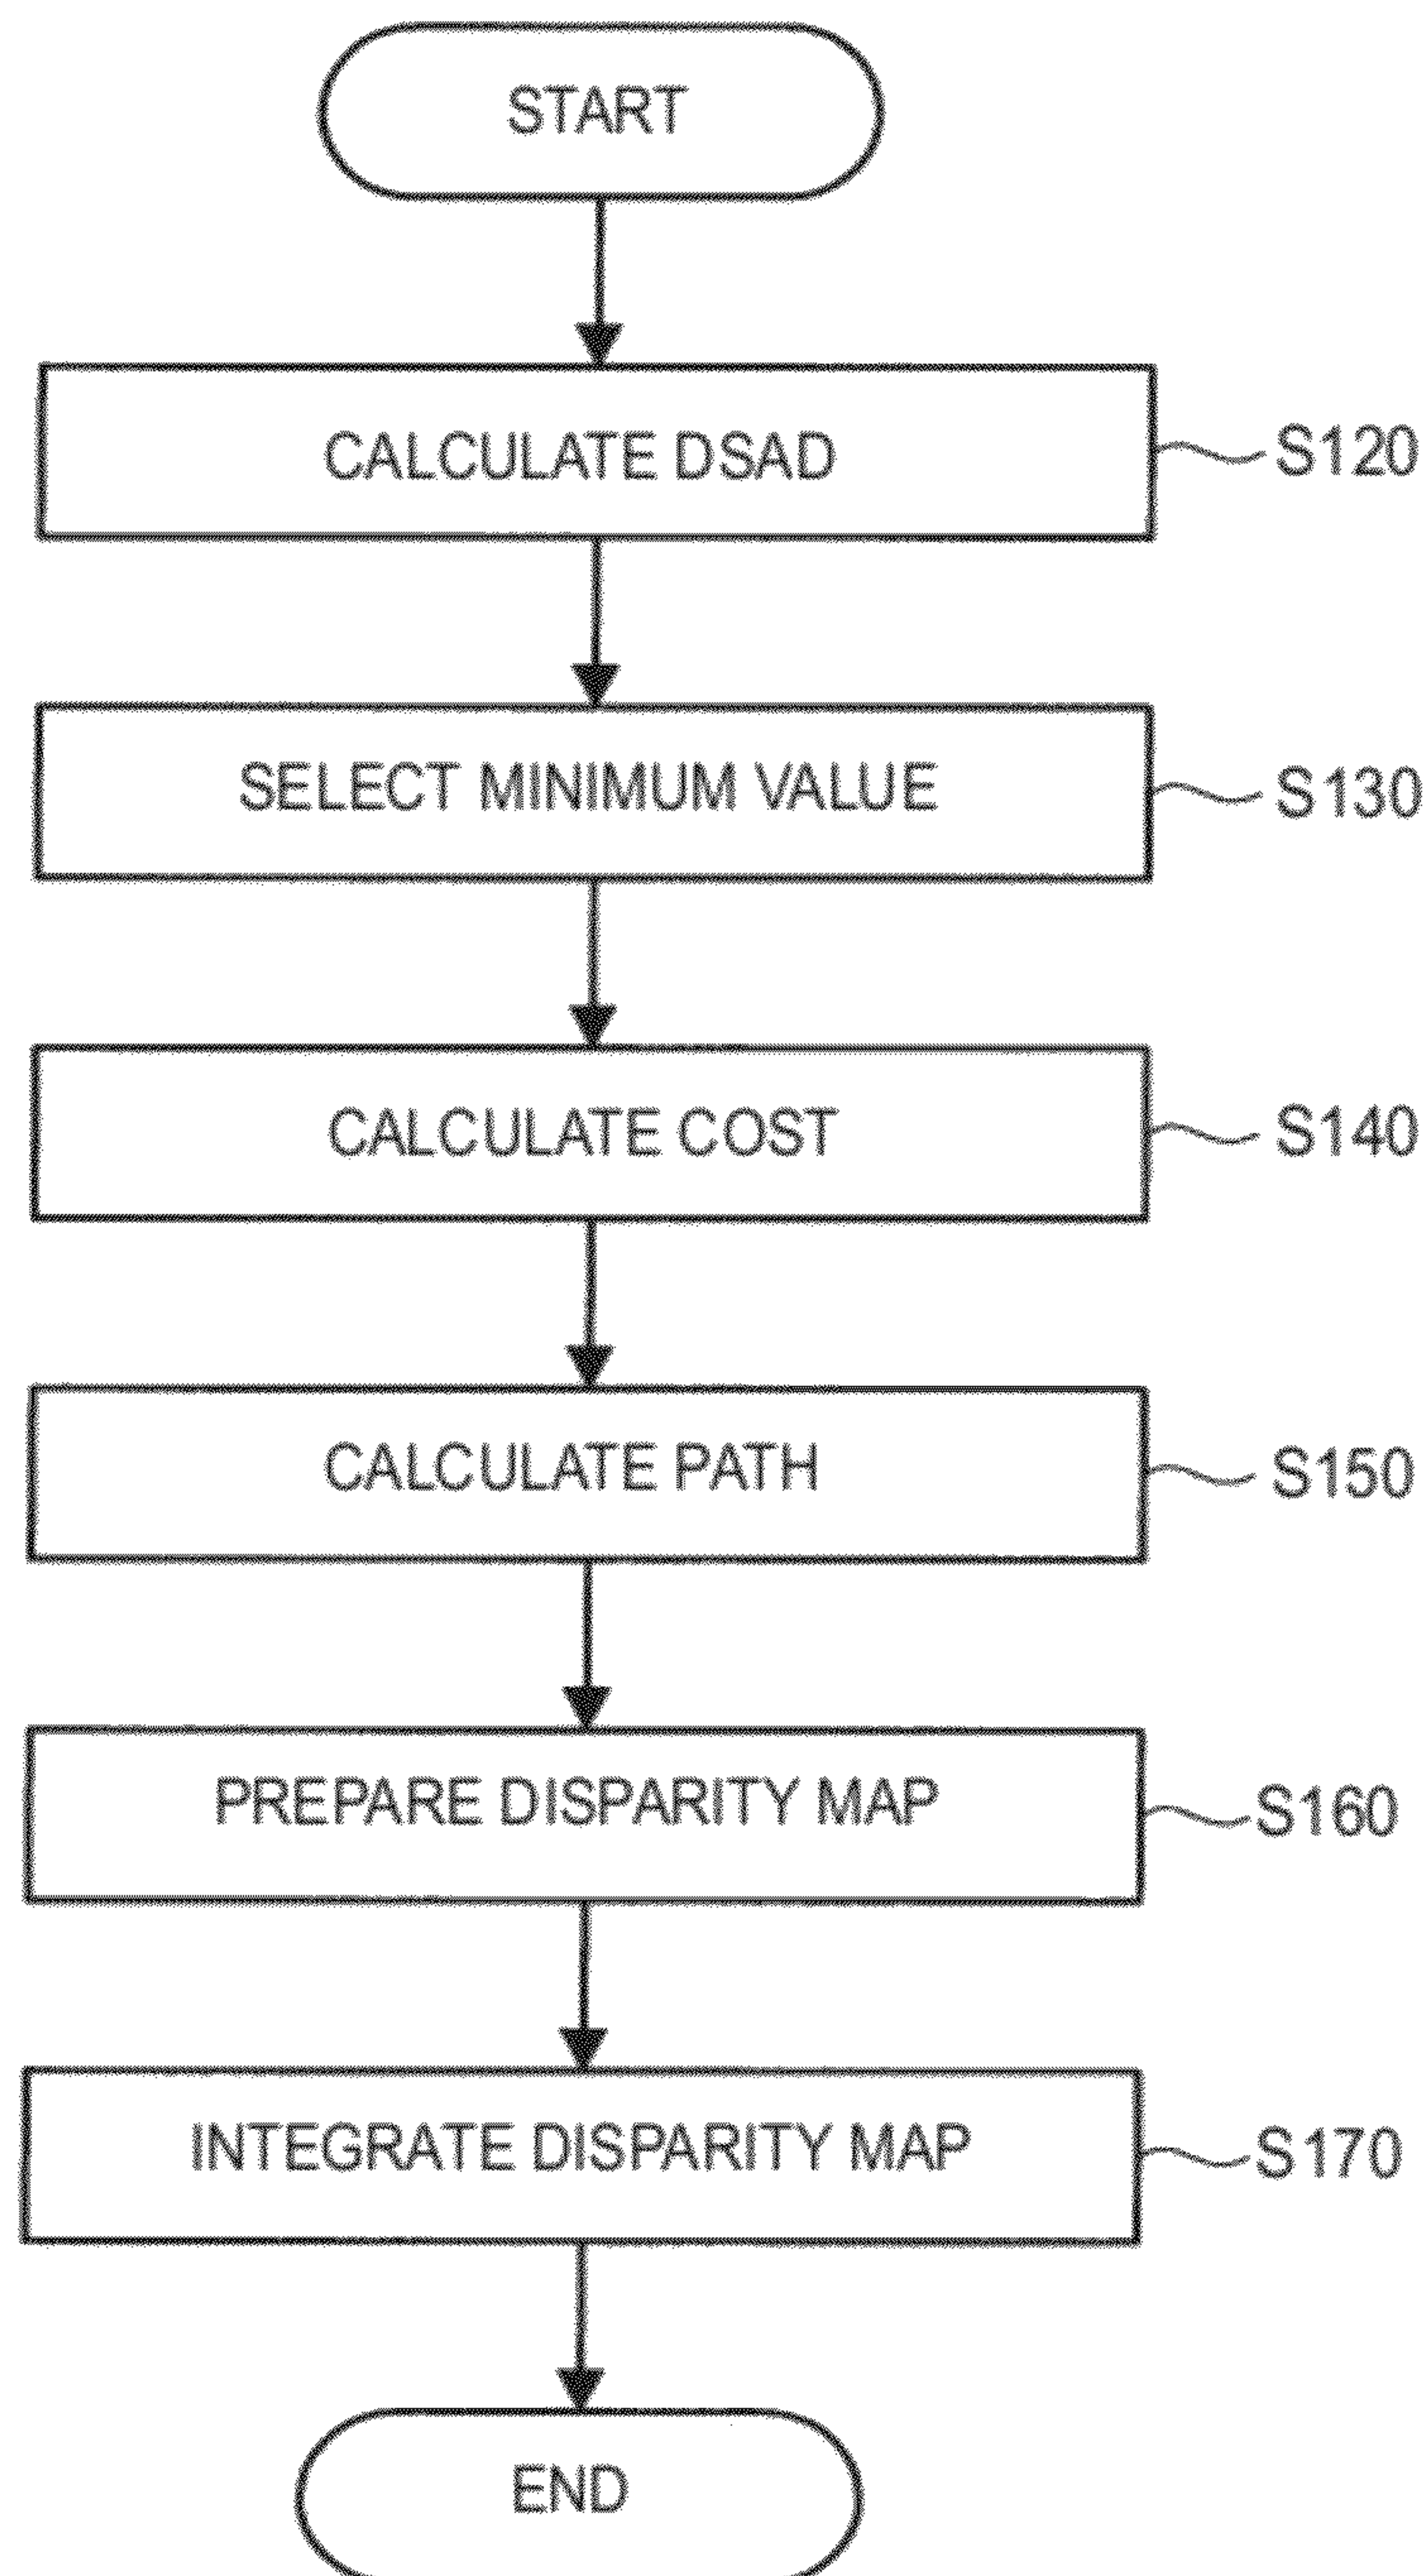 START
CALCULATE DSAD
S120
SELECT MINIMUM VALUE
S130
CALCULATE COST
S140
CALCULATE PATH
S150
PREPARE DISPARITY MAP
S160
INTEGRATE DISPARITY MAP
S170
END